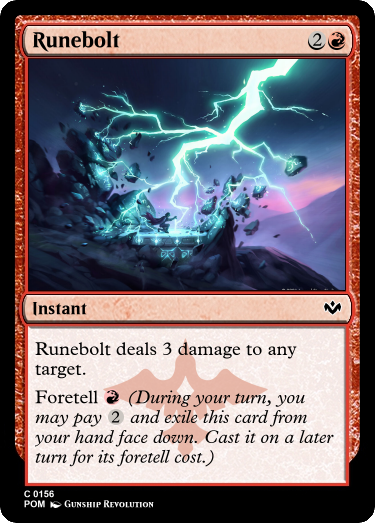 Runebolt 2
Instant
Runebolt deals 3 damage to any
target.
Foretell (During your turn, you
may pay 2 and exile this card from
your hand face down. Cast it on a later
turn for its foretell cost.)
C 0156
POM GUNSHIP REVOLUTION